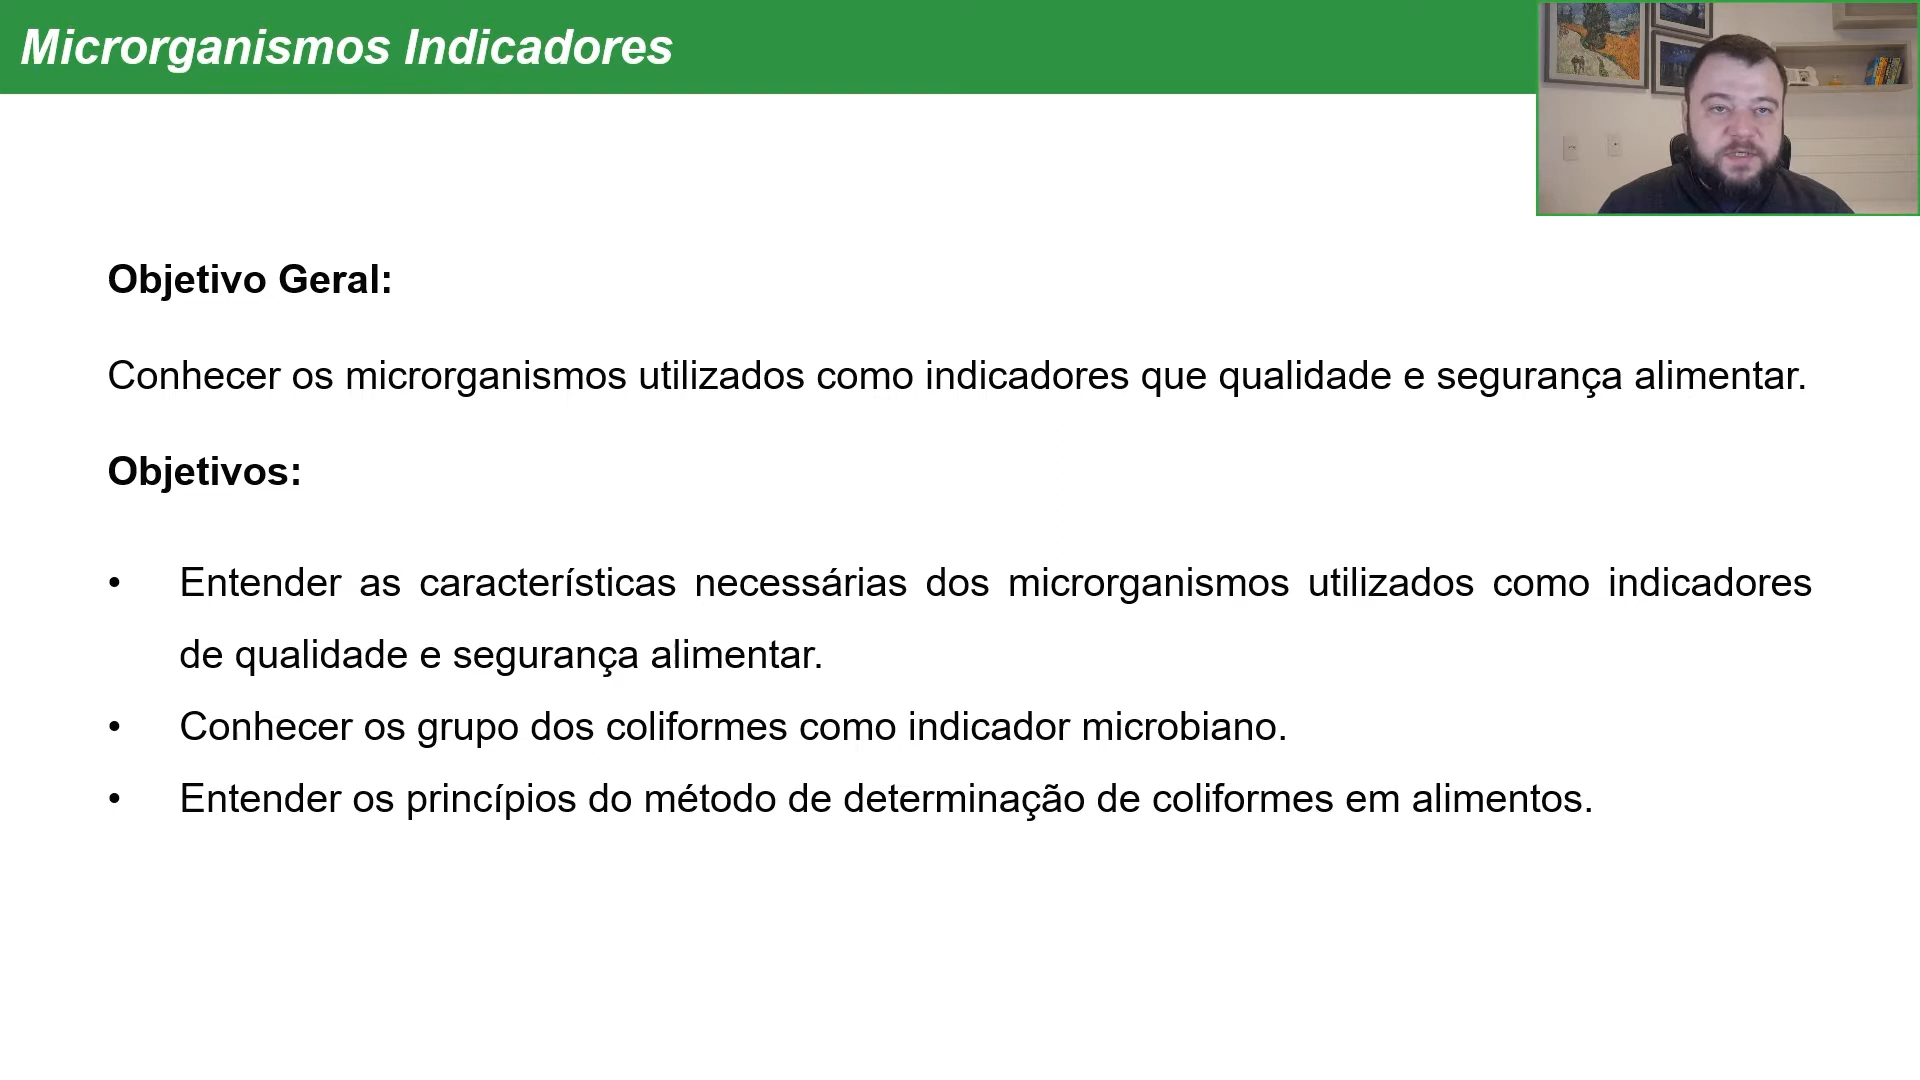 Microrganismos Indicadores
Objetivo Geral:
Conhecer os microrganismos utilizados como indicadores que qualidade e segurança alimentar.
Objetivos:
• Entender as características necessárias dos microrganismos utilizados como indicadores
de qualidade e segurança alimentar.
• Conhecer os grupo dos coliformes como indicador microbiano.
• Entender os princípios do método de determinação de coliformes em alimentos.